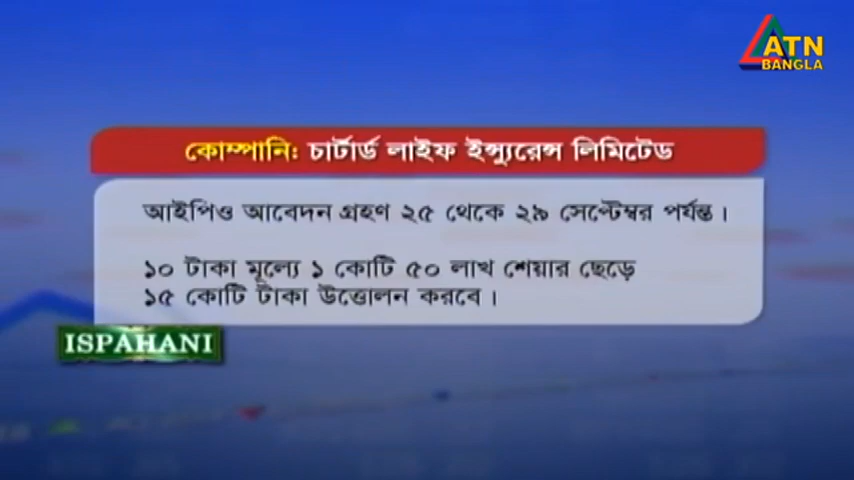 ATN
BANGLA
কোম্পানি: চার্টার্ড লাইফ ইন্স্যুরেন্স লিমিটেড
আইপিও আবেদন গ্রহণ ২৫ থেকে ২৯ সেপ্টেম্বর পর্যন্ত।
১০ টাকা মূল্যে ১ কোটি ৫০ লাখ শেয়ার ছেড়ে
১৫ কোটি টাকা উত্তোলন করবে।
ISPAHANI